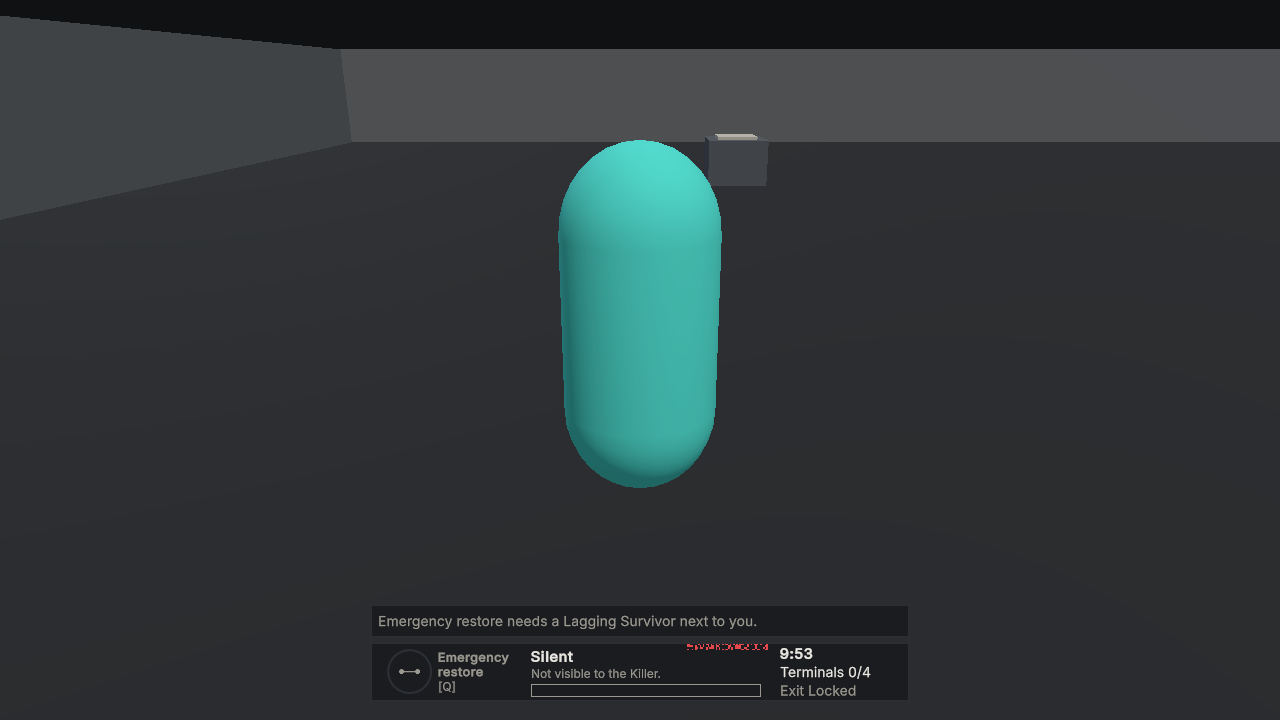 Emergency restore needs a Lagging Survivor next to you.
Emergency
restore
[Q]
Silent
Not visible to the Killer.
9:53
Terminals 0/4
Exit Locked